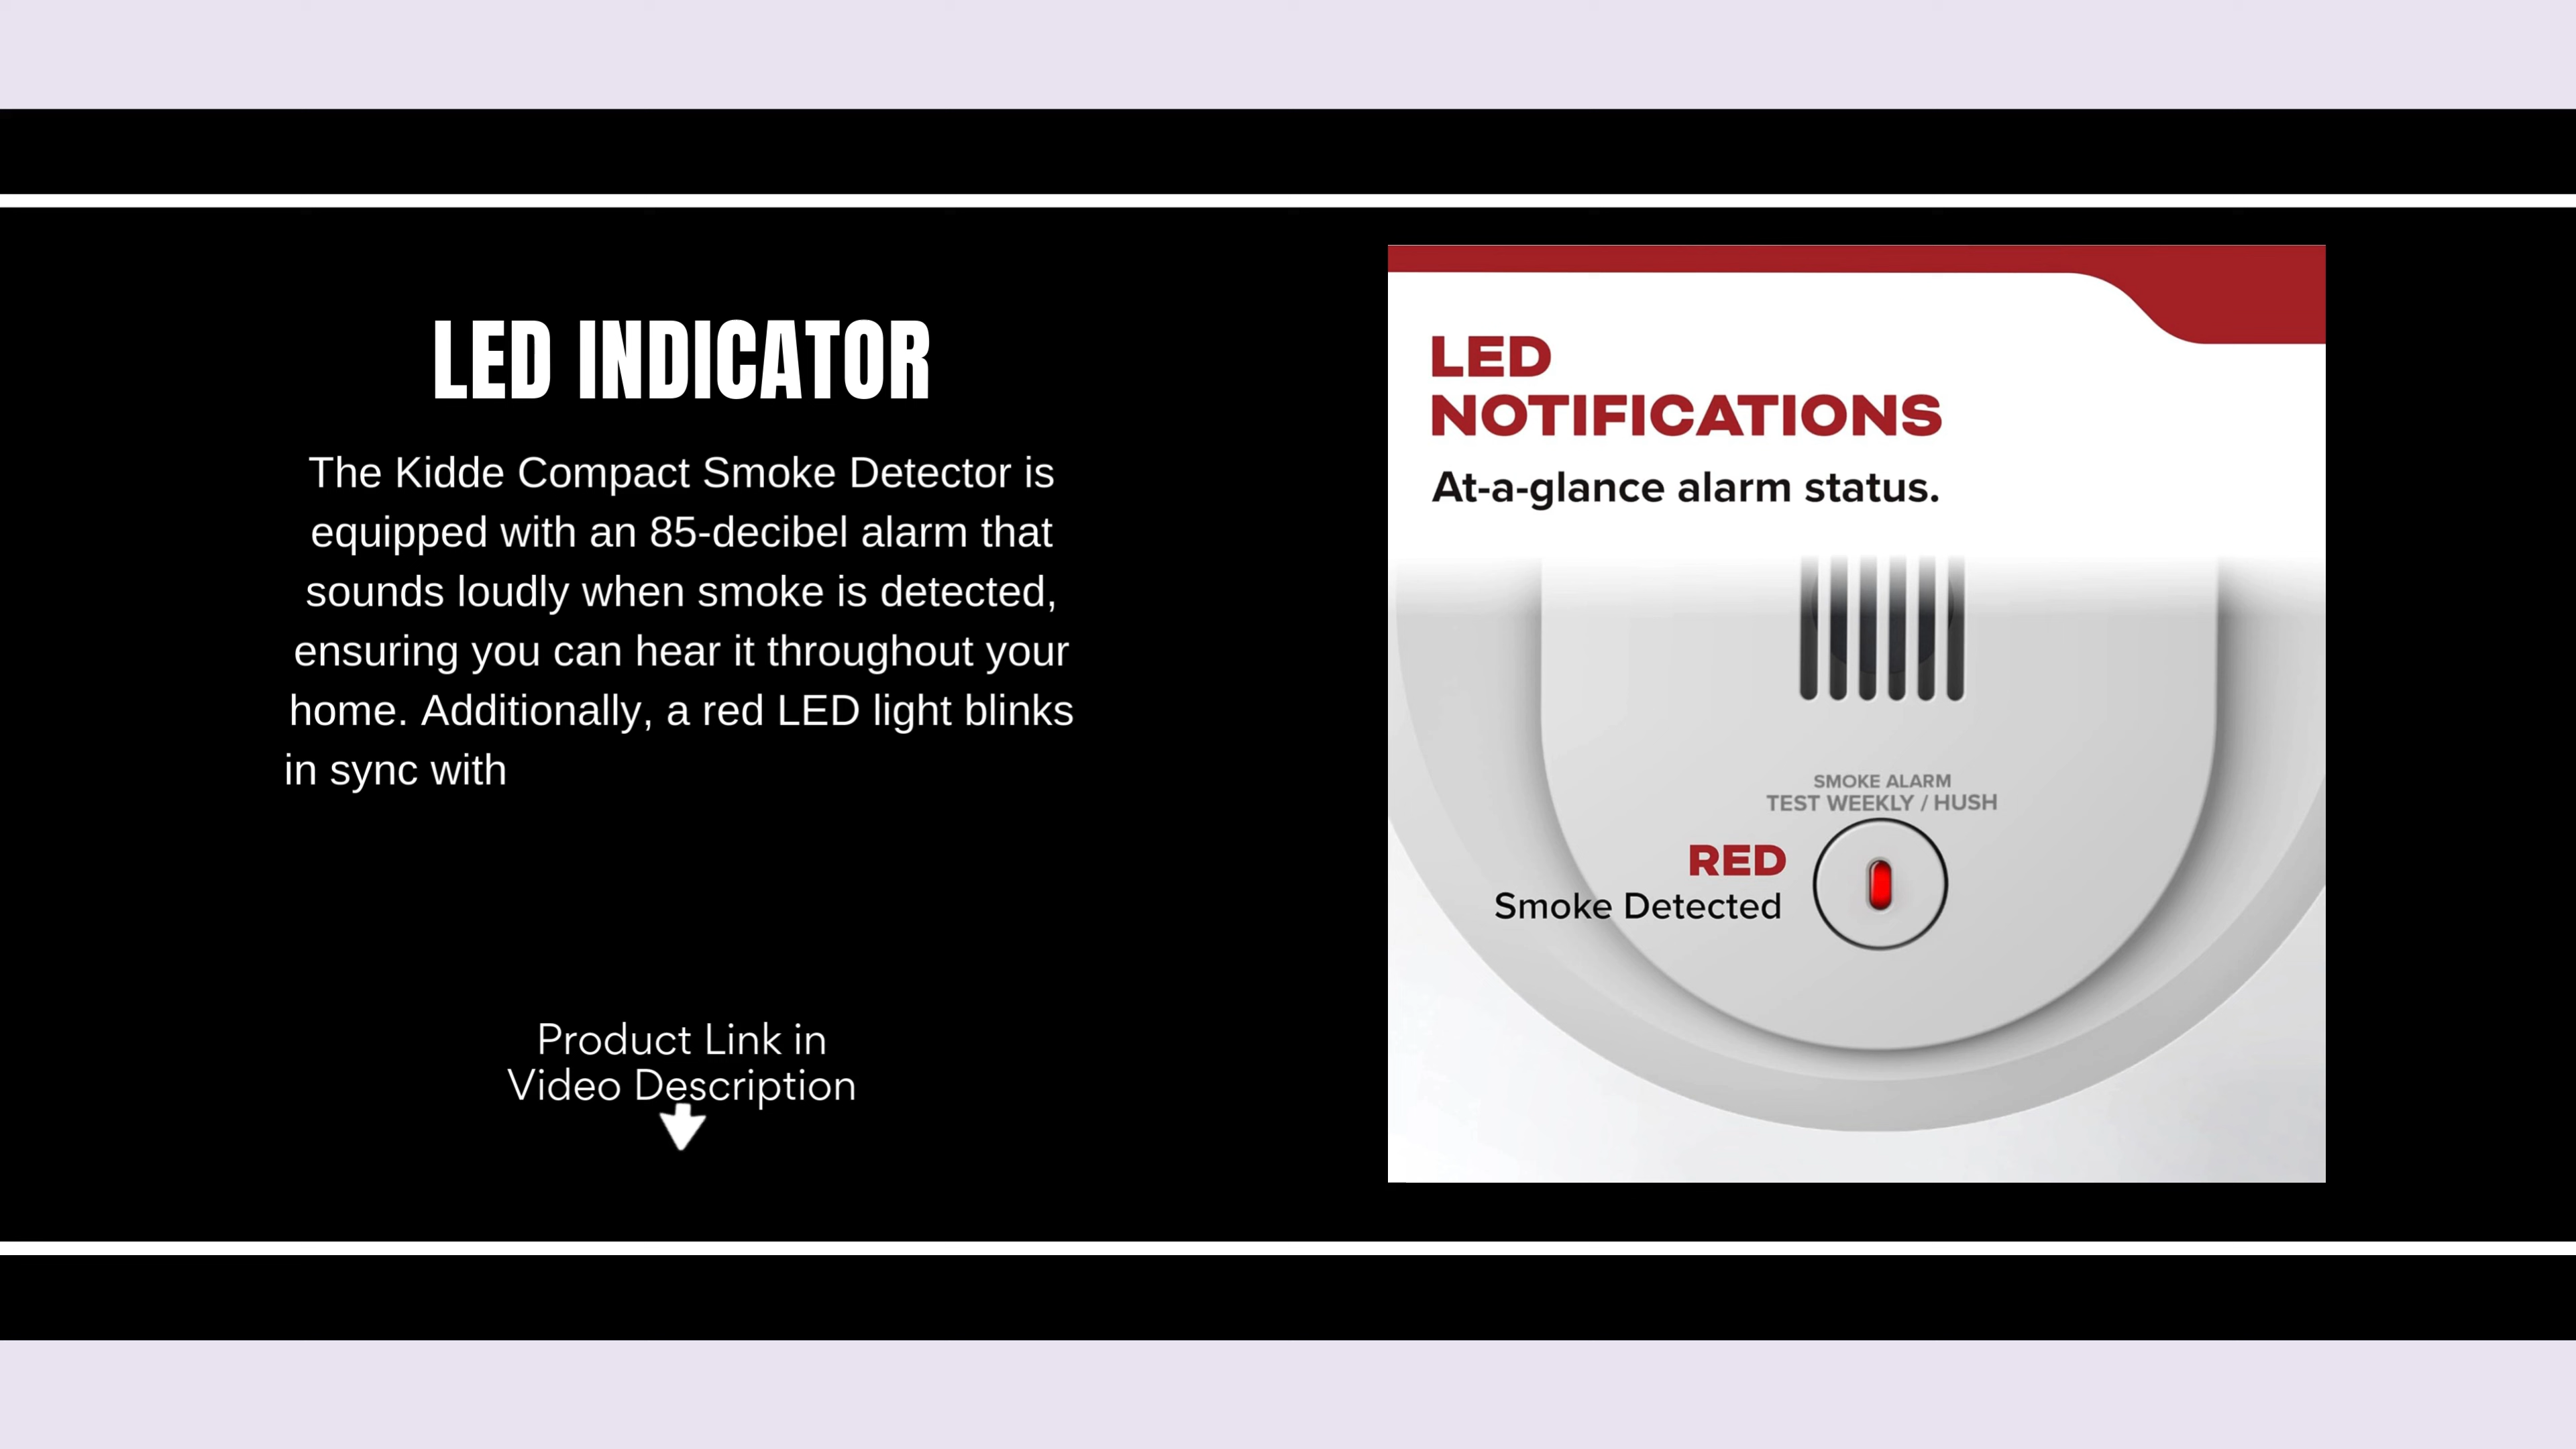 LED INDICATOR
The Kidde Compact Smoke Detector is
equipped with an 85-decibel alarm that
sounds loudly when smoke is detected,
ensuring you can hear it throughout your
home. Additionally, a red LED light blinks
in sync with
Product Link in
Video Description
LED
NOTIFICATIONS
At-a-glance alarm status.
SMOKE ALARM
TEST WEEKLY / HUSH
RED
Smoke Detected